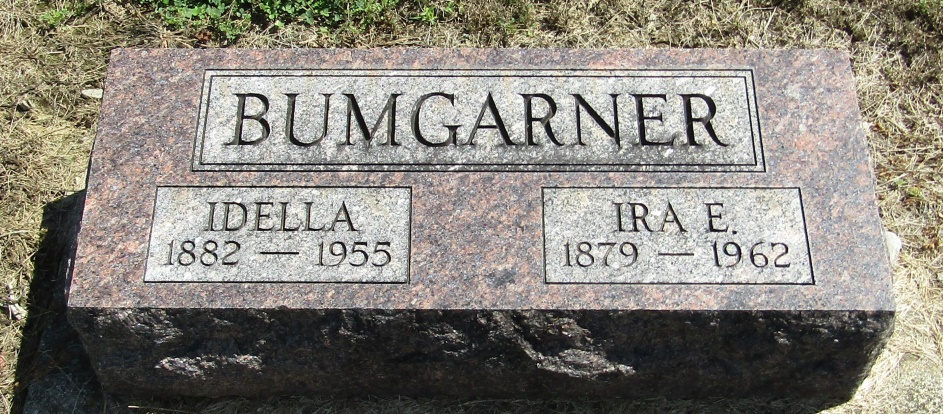 BUMGARNER
IDELLA
1882 — 1955
IRA E.
1879 — 1962